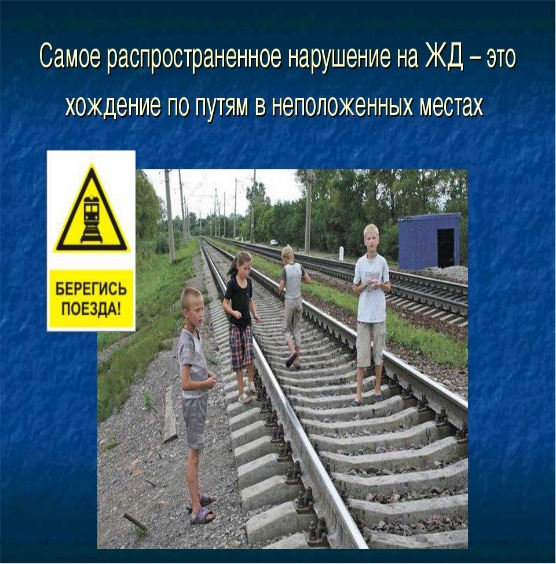 Самое распространенное нарушение на ЖД – это
хождение по путям в неположенных местах
БЕРЕГИСЬ
ПОЕЗДА!